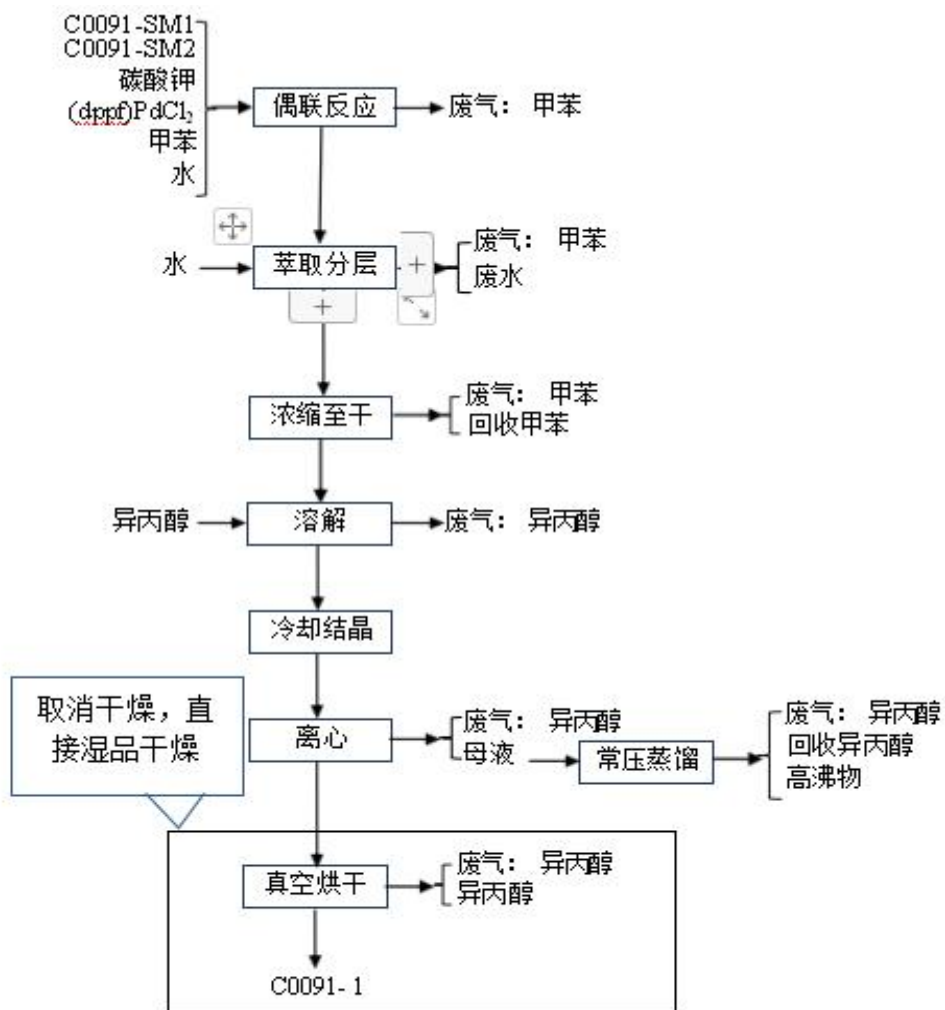 C0091-SM1
C0091-SM2
碳酸钾
(dppf)PdCl₂
甲苯
水
偶联反应
废气： 甲苯
水
萃取分层
废气： 甲苯
废水
浓缩至干
废气： 甲苯
回收甲苯
异丙醇
溶解
废气： 异丙醇
冷却结晶
取消干燥，直
接湿品干燥
离心
废气： 异丙醇
母液
常压蒸馏
废气： 异丙醇
回收异丙醇
高沸物
真空烘干
废气： 异丙醇
异丙醇
C0091- 1